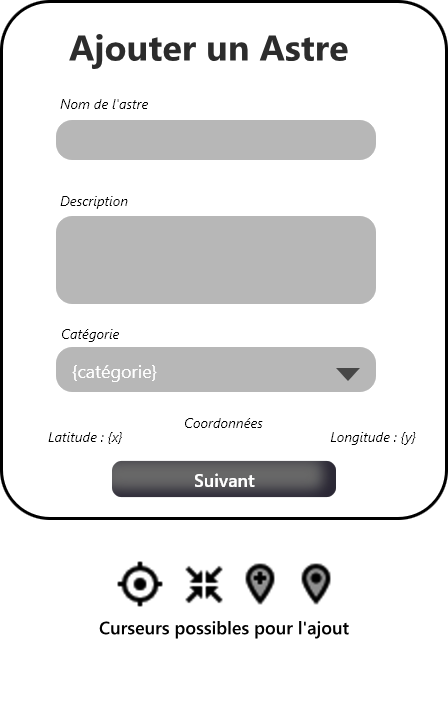 Ajouter un Astre
Nom de l'astre
Description
Catégorie
{catégorie}
Coordonnées
Latitude : {x} Longitude : {y}
Suivant
Curseurs possibles pour l'ajout